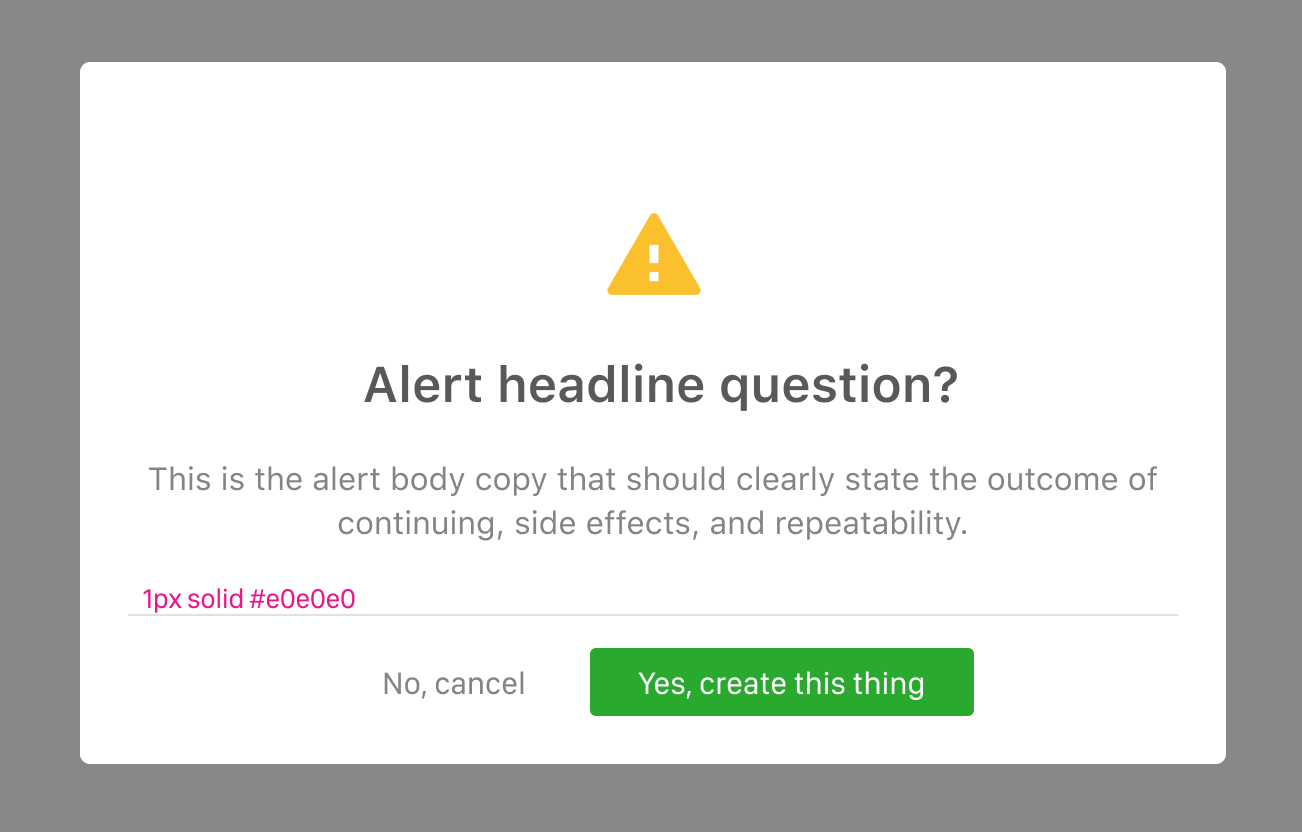 Alert headline question?
This is the alert body copy that should clearly state the outcome of
continuing, side effects, and repeatability.
1px solid #e0e0e0
No, cancel
Yes, create this thing